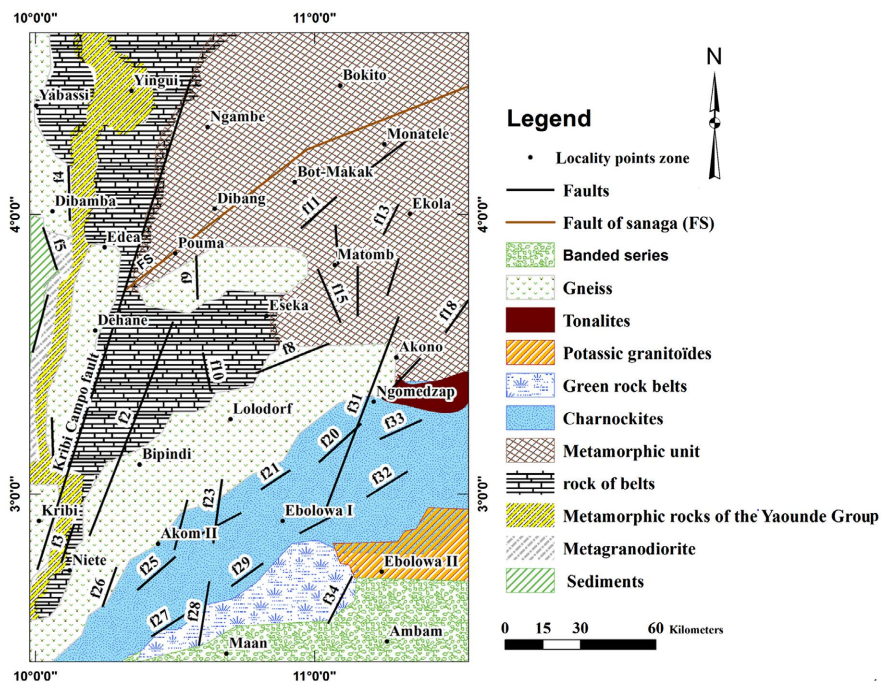 10°0'0"
11°0'0"
Yabassi
Yingui
Bokito
Ngambe
Monatele
Bot-Makak
f4
Dibamba
Dibang
f11
f13
Ekola
4°0'0"
4°0'0"
f5
Edea
Pouma
FS
f9
Matomb
f15
Eseka
Dehane
f18
f8
Akono
f10
Kribi Campo fault
f2
Ngomedzap
f31
Lolodorf
f33
f20
Bipindi
f21
f32
3°0'0"
3°0'0"
f23
Kribi
Ebolowa I
f3
Akom II
Niete
f25
f29
Ebolowa II
f26
f34
f27
f28
Maan
Ambam
10°0'0"
11°0'0"
N
Legend
Locality points zone
Faults
Fault of sanaga (FS)
Banded series
Gneiss
Tonalites
Potassic granitoïdes
Green rock belts
Charnockites
Metamorphic unit
rock of belts
Metamorphic rocks of the Yaounde Group
Metagranodiorite
Sediments
0 15 30 60 Kilometers